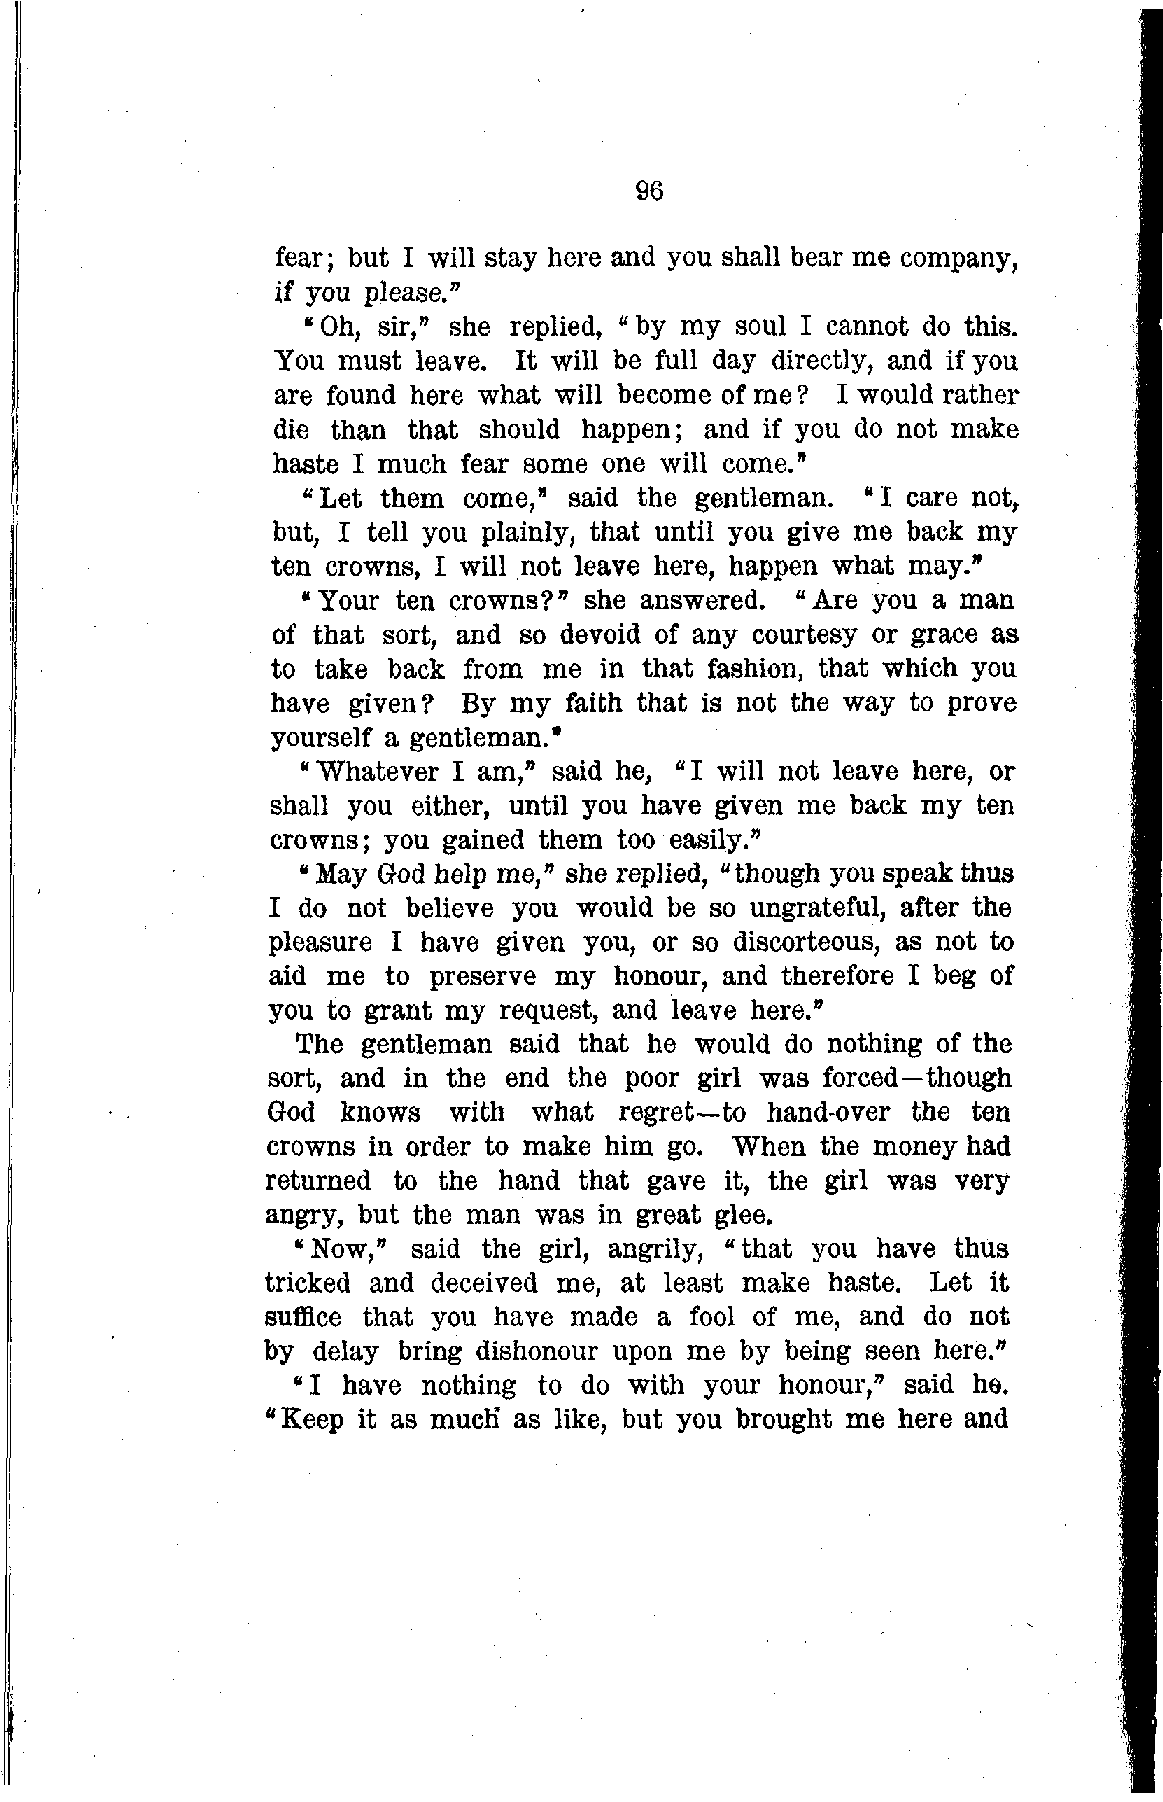 96
fear; but I will stay here and you shall bear me company,
if you please."
"Oh, sir," she replied, "by my soul I cannot do this.
You must leave. It will be full day directly, and if you
are found here what will become of me? I would rather
die than that should happen; and if you do not make
haste I much fear some one will come."
"Let them come," said the gentleman. "I care not,
but, I tell you plainly, that until you give me back my
ten crowns, I will not leave here, happen what may."
"Your ten crowns?" she answered. "Are you a man
of that sort, and so devoid of any courtesy or grace as
to take back from me in that fashion, that which you
have given? By my faith that is not the way to prove
yourself a gentleman."
"Whatever I am," said he, "I will not leave here, or
shall you either, until you have given me back my ten
crowns; you gained them too easily."
"May God help me," she replied, "though you speak thus
I do not believe you would be so ungrateful, after the
pleasure I have given you, or so discorteous, as not to
aid me to preserve my honour, and therefore I beg of
you to grant my request, and leave here."
The gentleman said that he would do nothing of the
sort, and in the end the poor girl was forced—though
God knows with what regret—to hand-over the ten
crowns in order to make him go. When the money had
returned to the hand that gave it, the girl was very
angry, but the man was in great glee.
"Now," said the girl, angrily, "that you have thus
tricked and deceived me, at least make haste. Let it
suffice that you have made a fool of me, and do not
by delay bring dishonour upon me by being seen here."
"I have nothing to do with your honour," said he.
"Keep it as much as like, but you brought me here and